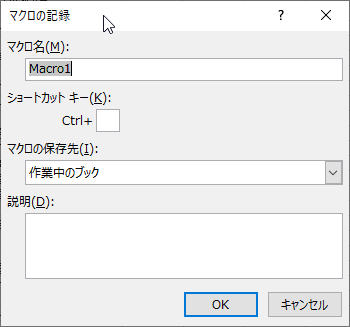 マクロの記録
マクロ名(M):
Macro1
ショートカット キー(K):
Ctrl+
マクロの保存先(I):
作業中のブック
説明(D):
OK
キャンセル